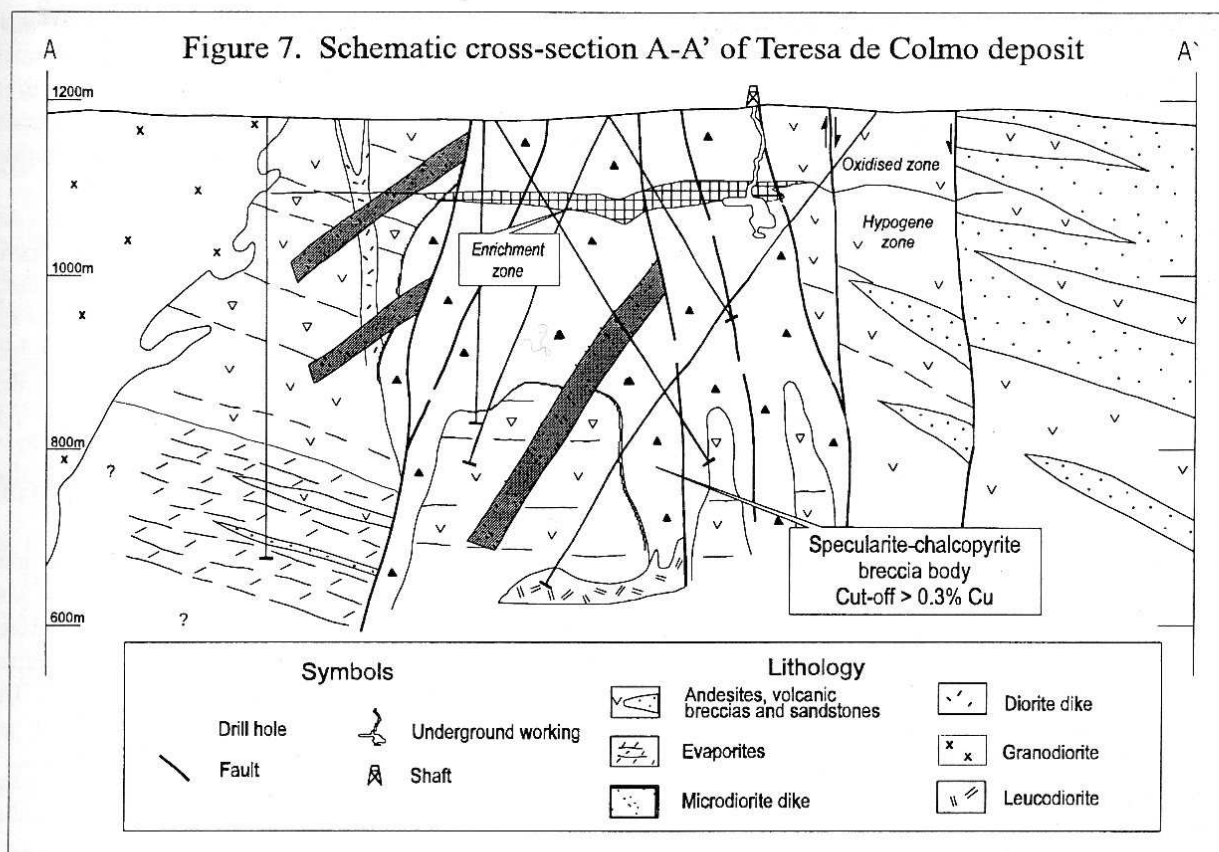 Figure 7. Schematic cross-section A-A' of Teresa de Colmo deposit
A
A`
1200m
1000m
800m
600m
Oxidised zone
Hypogene
zone
Enrichment
zone
?
?
Specularite-chalcopyrite
breccia body
Cut-off > 0.3% Cu
Symbols
Drill hole
Fault
Underground working
Shaft
Lithology
Andesites, volcanic
breccias and sandstones
Evaporites
Microdiorite dike
Diorite dike
Granodiorite
Leucodiorite